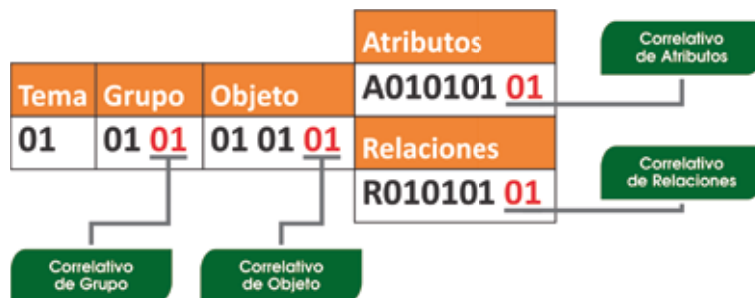 Atributos
Correlativo
de Atributos
Tema Grupo Objeto
A010101 01
01 01 01 01 01 01
Relaciones
R010101 01
Correlativo
de Relaciones
Correlativo
de Grupo
Correlativo
de Objeto